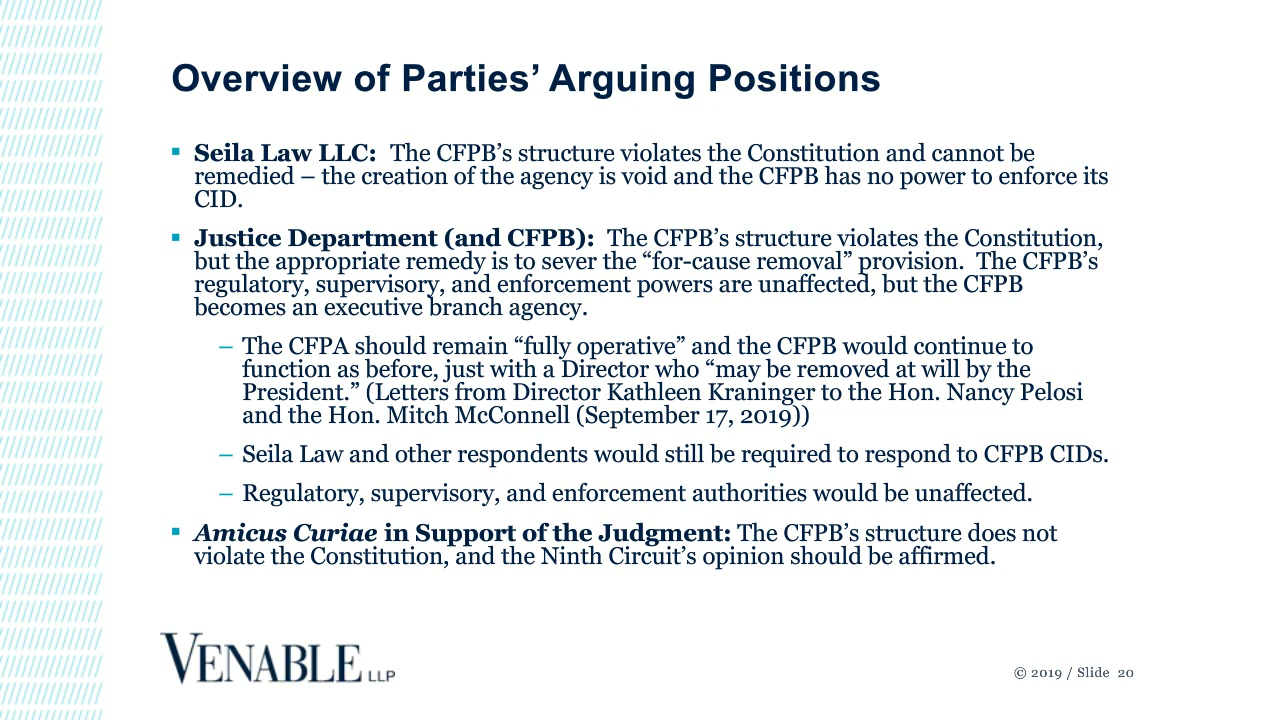 Overview of Parties’ Arguing Positions
▪ Seila Law LLC: The CFPB’s structure violates the Constitution and cannot be
remedied – the creation of the agency is void and the CFPB has no power to enforce its
CID.
▪ Justice Department (and CFPB): The CFPB’s structure violates the Constitution,
but the appropriate remedy is to sever the “for-cause removal” provision. The CFPB’s
regulatory, supervisory, and enforcement powers are unaffected, but the CFPB
becomes an executive branch agency.
– The CFPA should remain “fully operative” and the CFPB would continue to
function as before, just with a Director who “may be removed at will by the
President.” (Letters from Director Kathleen Kraninger to the Hon. Nancy Pelosi
and the Hon. Mitch McConnell (September 17, 2019))
– Seila Law and other respondents would still be required to respond to CFPB CIDs.
– Regulatory, supervisory, and enforcement authorities would be unaffected.
▪ Amicus Curiae in Support of the Judgment: The CFPB’s structure does not
violate the Constitution, and the Ninth Circuit’s opinion should be affirmed.
VENABLE LLP
© 2019 / Slide 20